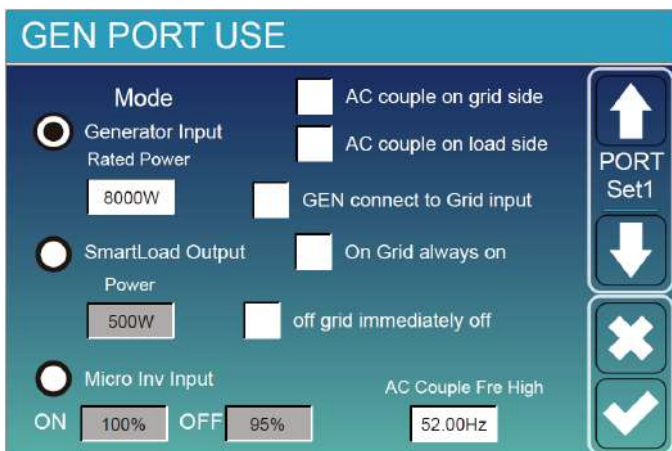 GEN PORT USE
Mode
AC couple on grid side
Generator Input
AC couple on load side
Rated Power
PORT
Set1
8000W
GEN connect to Grid input
SmartLoad Output
On Grid always on
Power
500W
off grid immediately off
Micro Inv Input
AC Couple Fre High
ON 100% OFF 95%
52.00Hz